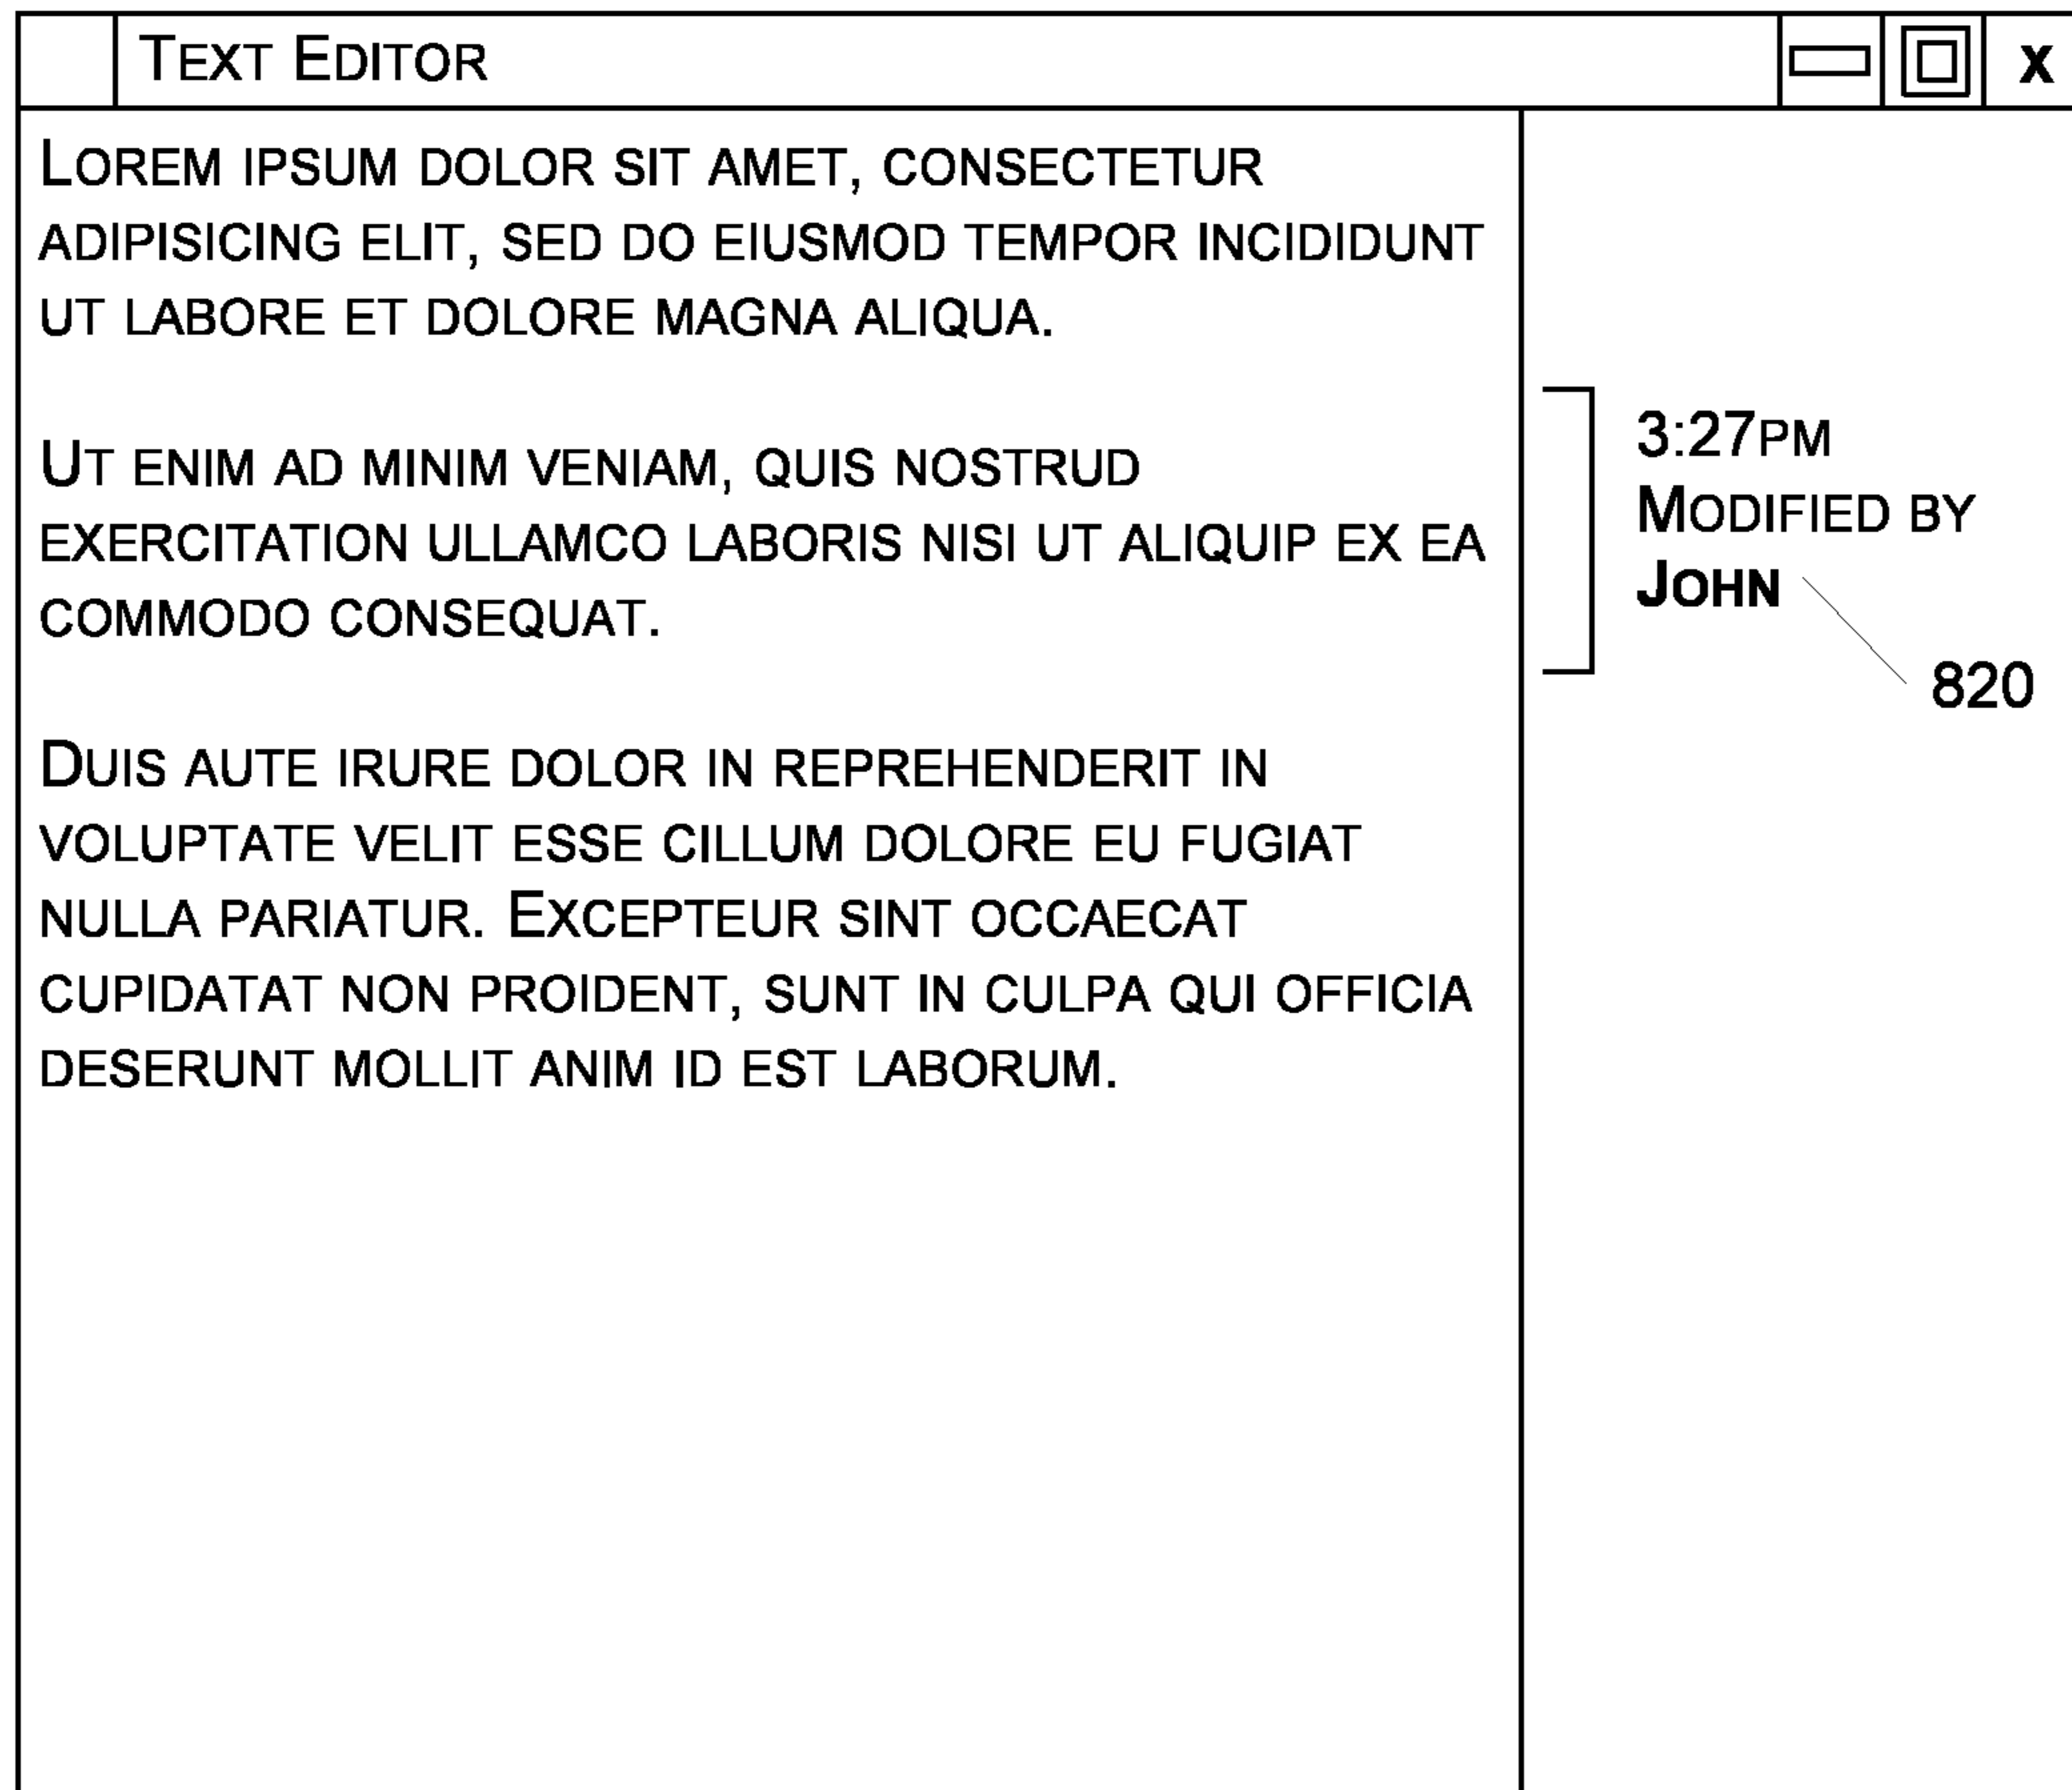 Text Editor
x
Lorem ipsum dolor sit amet, consectetur
adipisicing elit, sed do eiusmod tempor incididunt
ut labore et dolore magna aliqua.
Ut enim ad minim veniam, quis nostrud
exercitation ullamco laboris nisi ut aliquip ex ea
commodo consequat.
Duis aute irure dolor in reprehenderit in
voluptate velit esse cillum dolore eu fugiat
nulla pariatur. Excepteur sint occaecat
cupidatat non proident, sunt in culpa qui officia
deserunt mollit anim id est laborum.
3:27pm
Modified by
John
820